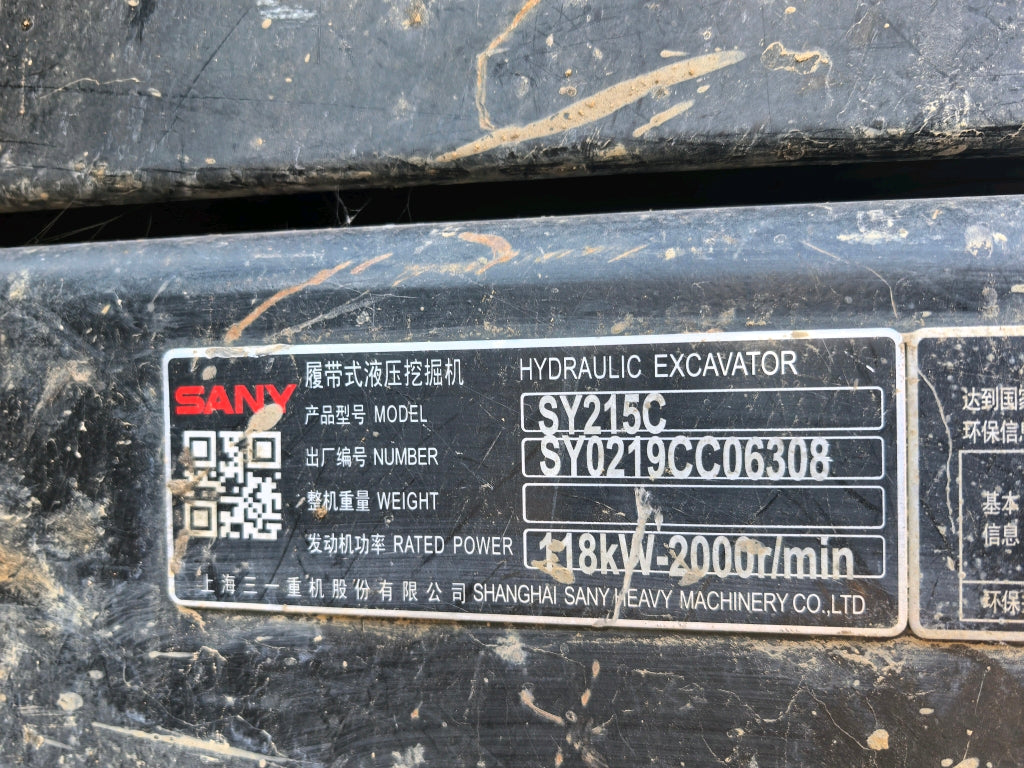 履带式液压挖掘机 HYDRAULIC EXCAVATOR
SANY
产品型号 MODEL SY215C
出厂编号 NUMBER SY0219CC06308
整机重量 WEIGHT
发动机功率 RATED POWER 118kW-2000r/min
上海三一重机股份有限公司 SHANGHAI SANY HEAVY MACHINERY CO.,LTD
达到国
环保信息
基本
信息
环保